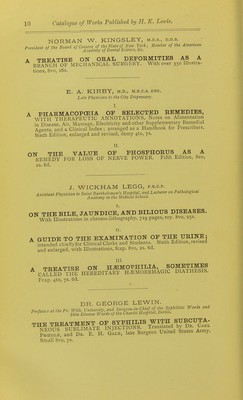 10 Catalogue of Works Published by H. K. Lewis.
NORMAN W. KINGSLEY, M.D.S., D.D.S.
President of the Board of Censors of the State of New York; Member of the American
Academy of Dental Science, &c.
A TREATISE ON ORAL DEFORMITIES AS A
BRANCH OF MECHANICAL SURGERY. With over 350 Illustra-
tions, 8vo, 16s.
E. A. KIRBY, M.D., M.R.C.S. ENG.
Late Physician to the City Dispensary.
I.
A PHARMACOPŒIA OF SELECTED REMEDIES,
WITH THERAPEUTIC ANNOTATIONS, Notes on Alimentation
in Disease, Air, Massage, Electricity and other Supplementary Remedial
Agents, and a Clinical Index; arranged as a Handbook for Prescribers.
Sixth Edition, enlarged and revised, demy 4to, 7s.
II.
ON THE VALUE OF PHOSPHORUS AS A
REMEDY FOR LOSS OF NERVE POWER. Fifth Edition, 8vo,
2s. 6d.
J. WICKHAM LEGG, F.R.C.P.
Assistant Physician to Saint Bartholomew's Hospital, and Lecturer on Pathological
Anatomy in the Medical School.
ON THE BILE, JAUNDICE, AND BILIOUS DISEASES.
With Illustrations in chromo-lithography, 719 pages, roy. 8vo, 25s.
II.
A GUIDE TO THE EXAMINATION OF THE URINE;
intended chiefly for Clinical Clerks and Students. Sixth Edition, revised
and enlarged, with Illustrations, fcap. 8vo, 2s. 6d.
III.
A TREATISE ON HÆMOPHILIA, SOMETIMES
CALLED THE HEREDITARY HÆMORRHAGIC DIATHESIS.
Fcap. 4to, 7s. 6d.
DR. GEORGE LEWIN.
Professor at the Fr. Wilh. University, and Surgeon-in-Chief of the Syphilitic Wards and
Skin Disease Wards of the Charité Hospital, Berlin.
THE TREATMENT OF SYPHILIS WITH SUBCUTA-
NEOUS SUBLIMATE INJECTIONS. Translated by DR. CARL
PRŒGLE, and DR. E. H. GALE, late Surgeon United States Army.
Small 8vo, 7s.